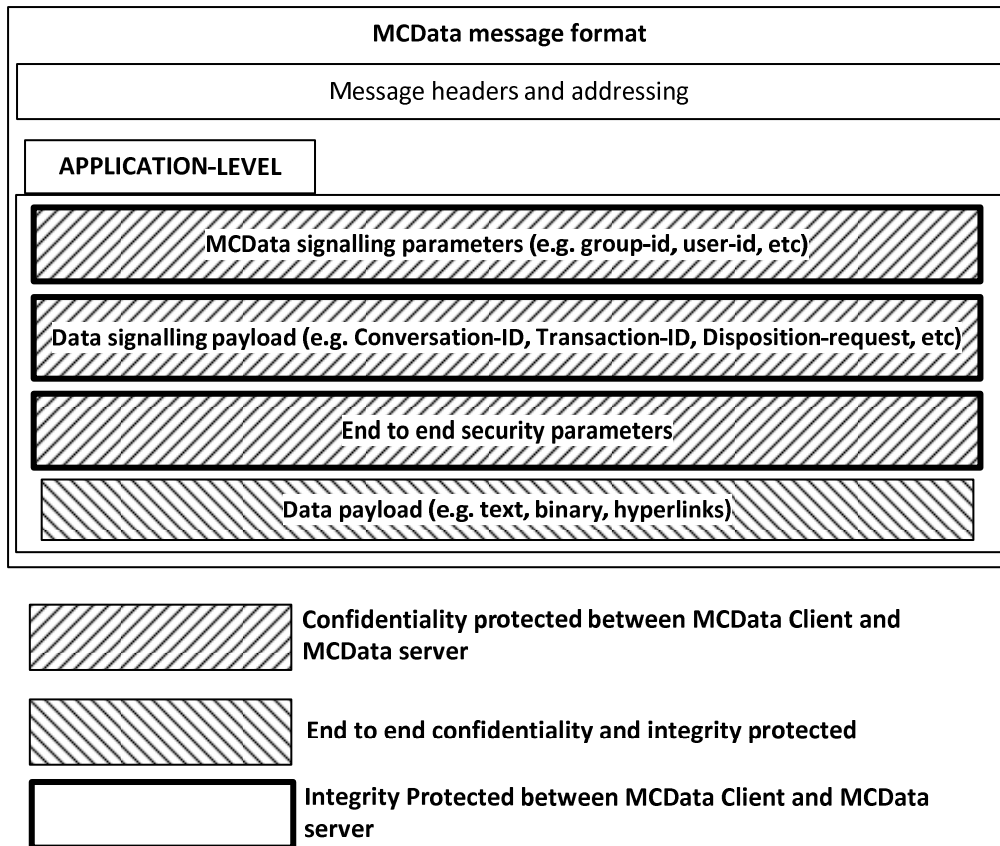 MCData message format
Message headers and addressing
APPLICATION-LEVEL
MCData signalling parameters (e.g. group-id, user-id, etc)
Data signalling payload (e.g. Conversation-ID, Transaction-ID, Disposition-request, etc)
End to end security parameters
Data payload (e.g. text, binary, hyperlinks)
Confidentiality protected between MCData Client and
MCData server
End to end confidentiality and integrity protected
Integrity Protected between MCData Client and MCData
server